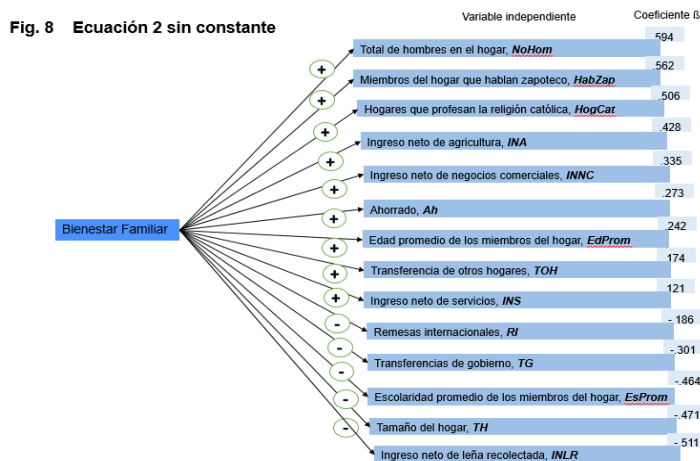 Variable independiente
Coeficiente ß
Fig. 8 Ecuación 2 sin constante
.594
Total de hombres en el hogar, NoHom
+
.562
Miembros del hogar que hablan zapoteco, HabZap
+
.506
Hogares que profesan la religión católica, HogCat
+
.428
Ingreso neto de agricultura, INA
+
.335
Ingreso neto de negocios comerciales, INNC
+
.273
Ahorrado, Ah
+
.242
Bienestar Familiar
Edad promedio de los miembros del hogar, EdProm
+
.174
Transferencia de otros hogares, TOH
+
.121
Ingreso neto de servicios, INS
+
-.186
Remesas internacionales, RI
-
-.301
Transferencias de gobierno, TG
-
-.464
Escolaridad promedio de los miembros del hogar, EsProm
-
-.471
Tamaño del hogar, TH
-
-.511
Ingreso neto de leña recolectada, INLR
-